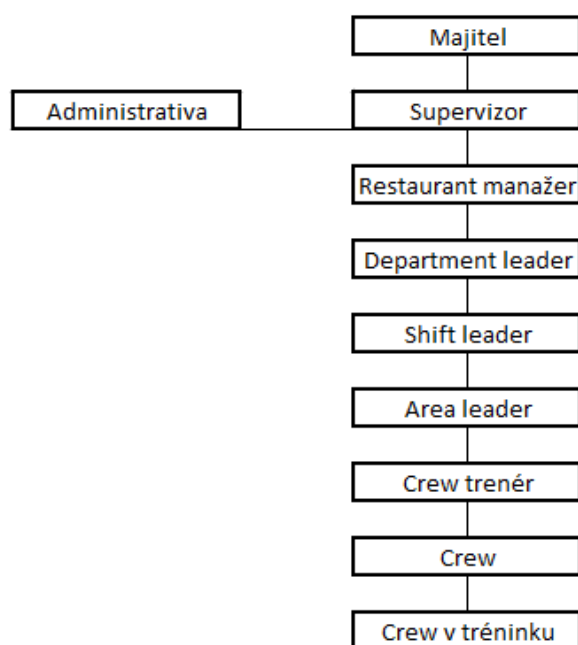 Majitel
Administrativa
Supervizor
Restaurant manažer
Department leader
Shift leader
Area leader
Crew trenér
Crew
Crew v tréninku